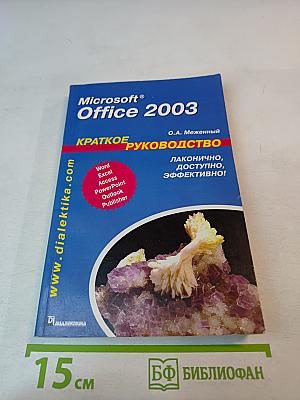 Microsoft®
Office 2003
О.А. Меженный
КРАТКОЕ РУКОВОДСТВО
ЛАКОНИЧНО,
ДОСТУПНО,
ЭФФЕКТИВНО!
Word
Excel
Access
PowerPoint
Outlook
Publisher
www.dialektika.com
ДИАЛЕКТИКА
15 см
БФ БИБЛИОФАН